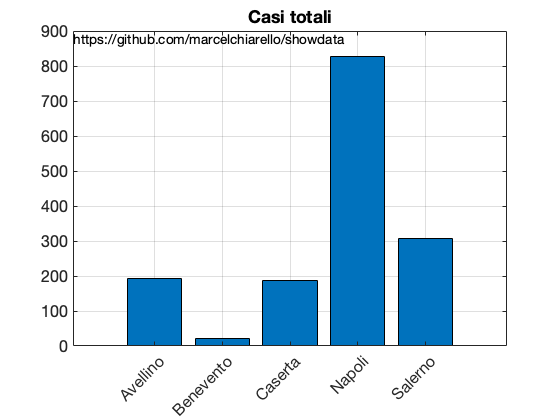 Casi totali
https://github.com/marcelchiarello/showdata
900
800
700
600
500
400
300
200
100
0
Avellino
Benevento
Caserta
Napoli
Salerno